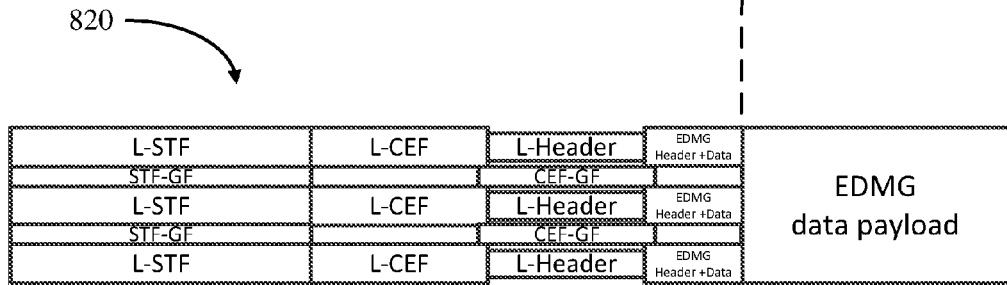 820
L-STF L-CEF L-Header EDMG Header +Data
STF-GF CEF-GF
L-STF L-CEF L-Header EDMG Header +Data
STF-GF CEF-GF
L-STF L-CEF L-Header EDMG Header +Data
EDMG
data payload